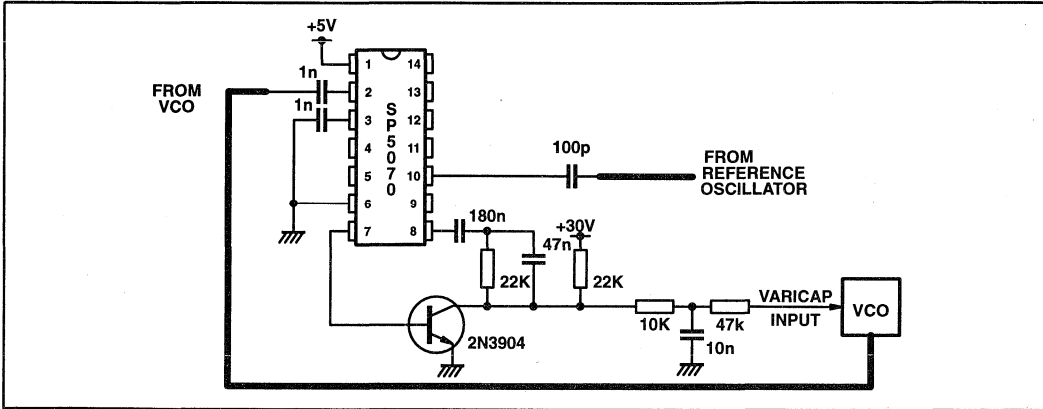 +5V
1
14
1n
FROM
VCO
2
13
1n
3
12
SP5070
4
11
5
10
100p
FROM
REFERENCE
OSCILLATOR
6
9
7
8
180n
+30V
47n
22K
22K
VARICAP
INPUT
VCO
10K
47k
10n
2N3904